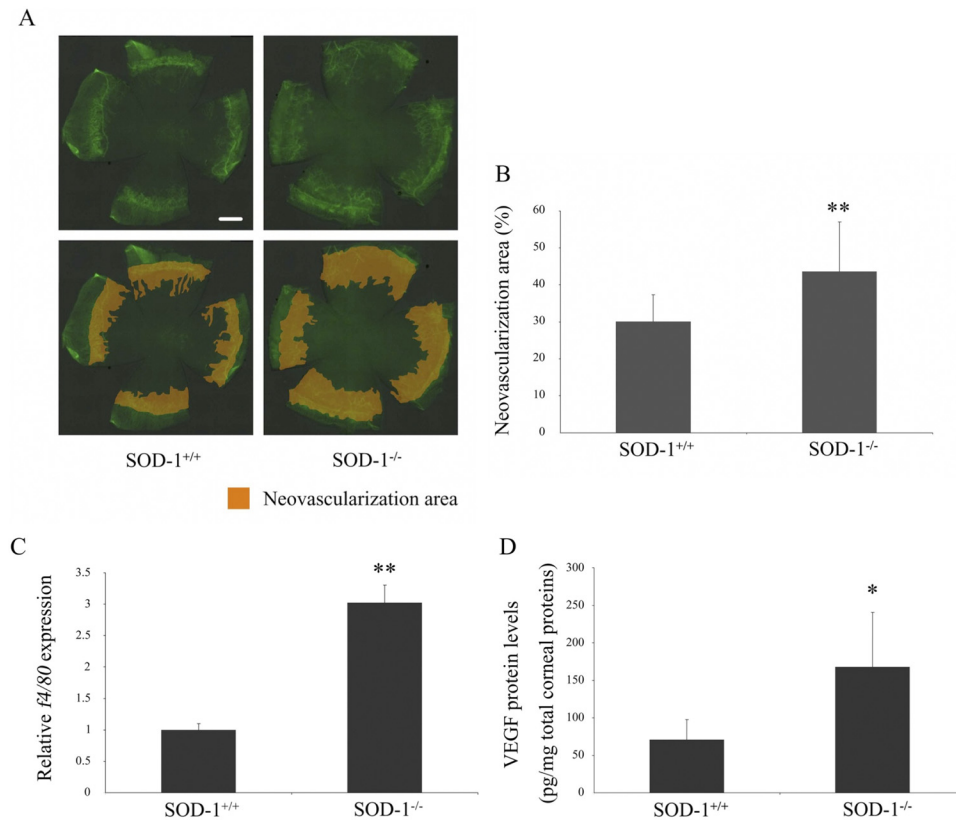 A
SOD-1+/+
SOD-1-/-
Neovascularization area
B
Neovascularization area (%)
60
50
40
30
20
10
0
**
SOD-1+/+
SOD-1-/-
C
Relative f4/80 expression
3.5
3
2.5
2
1.5
1
0.5
0
**
SOD-1+/+
SOD-1-/-
D
VEGF protein levels
(pg/mg total corneal proteins)
300
250
200
150
100
50
0
*
SOD-1+/+
SOD-1-/-